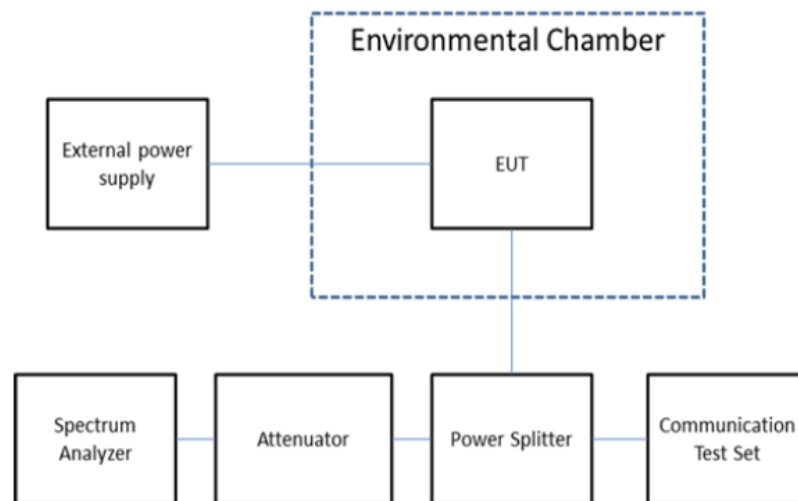 Environmental Chamber
External power
supply
EUT
Spectrum
Analyzer
Attenuator
Power Splitter
Communication
Test Set